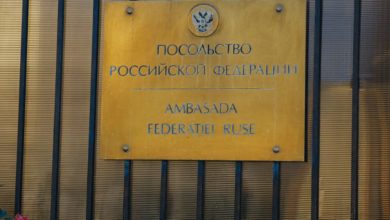 ПОСОЛЬСТВО
РОССИЙСКОЙ ФЕДЕРАЦИИ
AMBASADA
FEDERAȚIEI RUSE